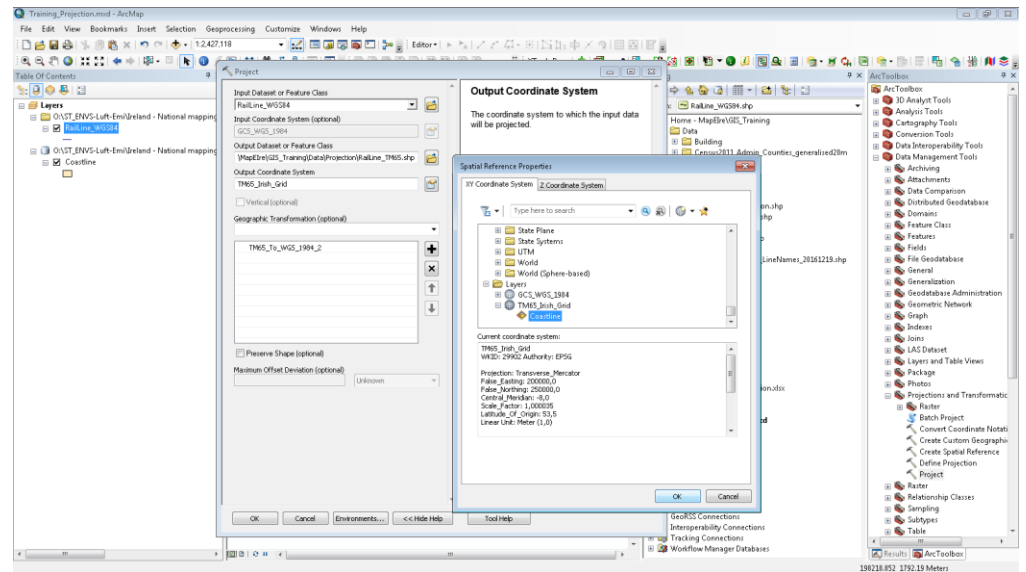 Training_Projection.mxd - ArcMap
File Edit View Bookmarks Insert Selection Geoprocessing Customize Windows Help
1:2.427.118
Editor
Table Of Contents
Layers
O:\ST_ENVS-Luft-Emi\Ireland - National mapping
RailLine_WGS84
O:\ST_ENVS-Luft-Emi\Ireland - National mapping
Coastline
Project
Input Dataset or Feature Class
RailLine_WGS84
Input Coordinate System (optional)
GCS_WGS_1984
Output Dataset or Feature Class
\MapEIre\GIS_Training\Data\Projection\RailLine_TM65.shp
Output Coordinate System
TM65_Irish_Grid
Vertical (optional)
Geographic Transformation (optional)
TM65_To_WGS_1984_2
Preserve Shape (optional)
Maximum Offset Deviation (optional)
Unknown
OK Cancel Environments... << Hide Help Tool Help
Output Coordinate System
The coordinate system to which the input data
will be projected.
Spatial Reference Properties
XY Coordinate System Z Coordinate System
Type here to search
State Plane
State Systems
UTM
World
World (Sphere-based)
Layers
GCS_WGS_1984
TM65_Irish_Grid
Coastline
Current coordinate system:
TM65_Irish_Grid
WKID: 29902 Authority: EPSG
Projection: Transverse_Mercator
False_Easting: 200000,0
False_Northing: 250000,0
Central_Meridian: -8,0
Scale_Factor: 1,000035
Latitude_Of_Origin: 53,5
Linear Unit: Meter (1,0)
OK Cancel
RailLine_WGS84.shp
Home - MapEIre\GIS_Training
Data
Building
Census2011_Admin_Counties_generalised20m
on.shp
shp
LineNames_20161219.shp
ion.xlsx
GeoRSS Connections
Interoperability Connections
Tracking Connections
Workflow Manager Databases
ArcToolbox
ArcToolbox
3D Analyst Tools
Analysis Tools
Cartography Tools
Conversion Tools
Data Interoperability Tools
Data Management Tools
Archiving
Attachments
Data Comparison
Distributed Geodatabase
Domains
Feature Class
Features
Fields
File Geodatabase
General
Generalization
Geodatabase Administration
Geometric Network
Graph
Indexes
Joins
LAS Dataset
Layers and Table Views
Package
Photos
Projections and Transformatic
Raster
Batch Project
Convert Coordinate Notati
Create Custom Geographic
Create Spatial Reference
Define Projection
Project
Raster
Relationship Classes
Sampling
Subtypes
Table
Results ArcToolbox
198218.852 1792.19 Meters